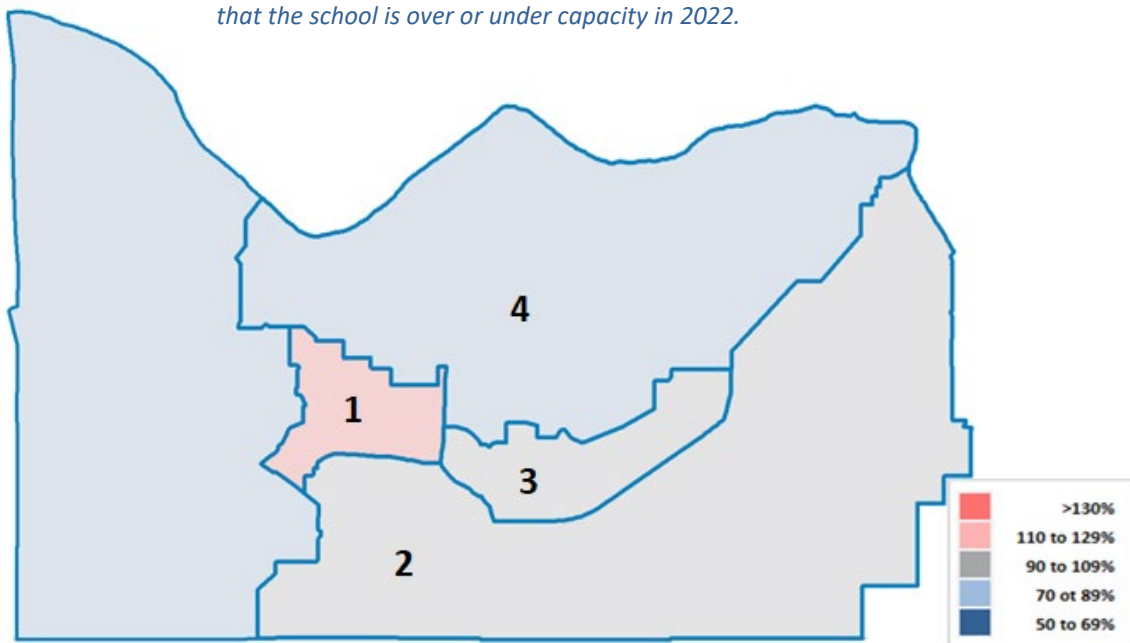 that the school is over or under capacity in 2022.
4
1
3
2
>130%
110 to 129%
90 to 109%
70 ot 89%
50 to 69%